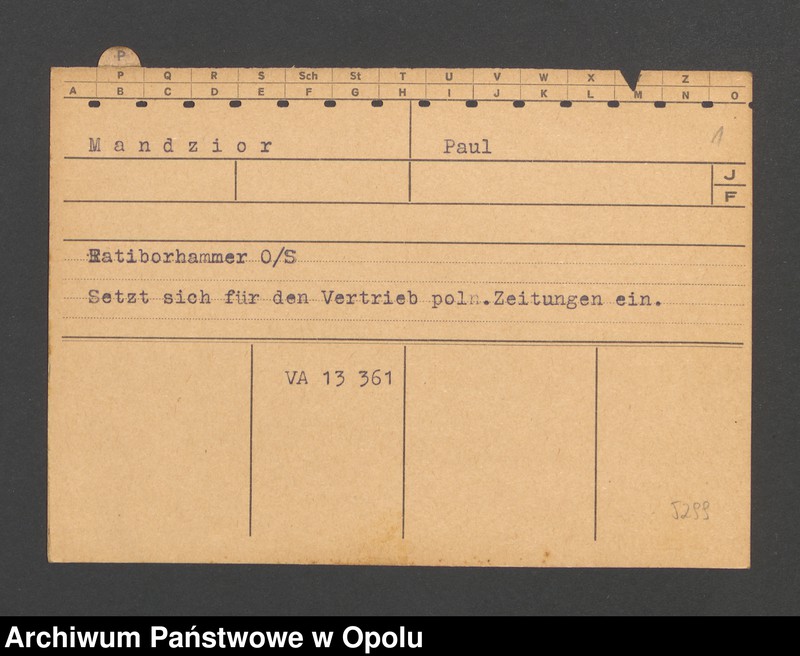 P
P Q R S Sch St T U V W X Z
A B C D E F G H I J K L M N O
Mandzior Paul 1
J
F
Ratiborhammer O/S
Setzt sich für den Vertrieb poln.Zeitungen ein.
VA 13 361
5299
Archiwum Państwowe w Opolu